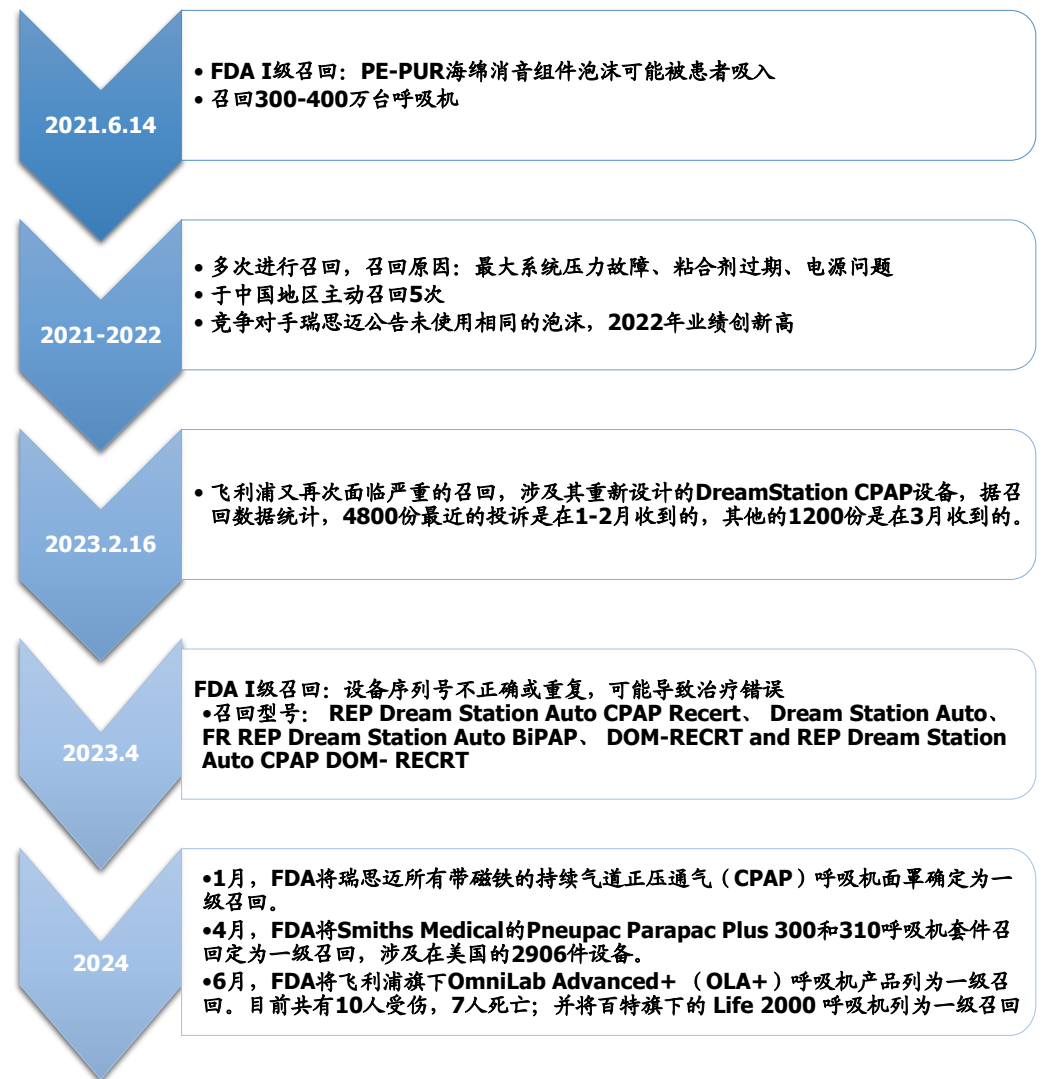 2021.6.14
• FDA I级召回：PE-PUR海绵消音组件泡沫可能被患者吸入
• 召回300-400万台呼吸机
2021-2022
• 多次进行召回，召回原因：最大系统压力故障、粘合剂过期、电源问题
• 于中国地区主动召回5次
• 竞争对手瑞思迈公告未使用相同的泡沫，2022年业绩创新高
2023.2.16
• 飞利浦又再次面临严重的召回，涉及其重新设计的DreamStation CPAP设备，据召
回数据统计，4800份最近的投诉是在1-2月收到的，其他的1200份是在3月收到的。
2023.4
FDA I级召回：设备序列号不正确或重复，可能导致治疗错误
•召回型号： REP Dream Station Auto CPAP Recert、 Dream Station Auto、
FR REP Dream Station Auto BiPAP、 DOM-RECRT and REP Dream Station
Auto CPAP DOM- RECRT
2024
•1月，FDA将瑞思迈所有带磁铁的持续气道正压通气（CPAP）呼吸机面罩确定为一
级召回。
•4月，FDA将Smiths Medical的Pneupac Parapac Plus 300和310呼吸机套件召
回定为一级召回，涉及在美国的2906件设备。
•6月，FDA将飞利浦旗下OmniLab Advanced+ （OLA+）呼吸机产品列为一级召
回。目前共有10人受伤，7人死亡；并将百特旗下的 Life 2000 呼吸机列为一级召回